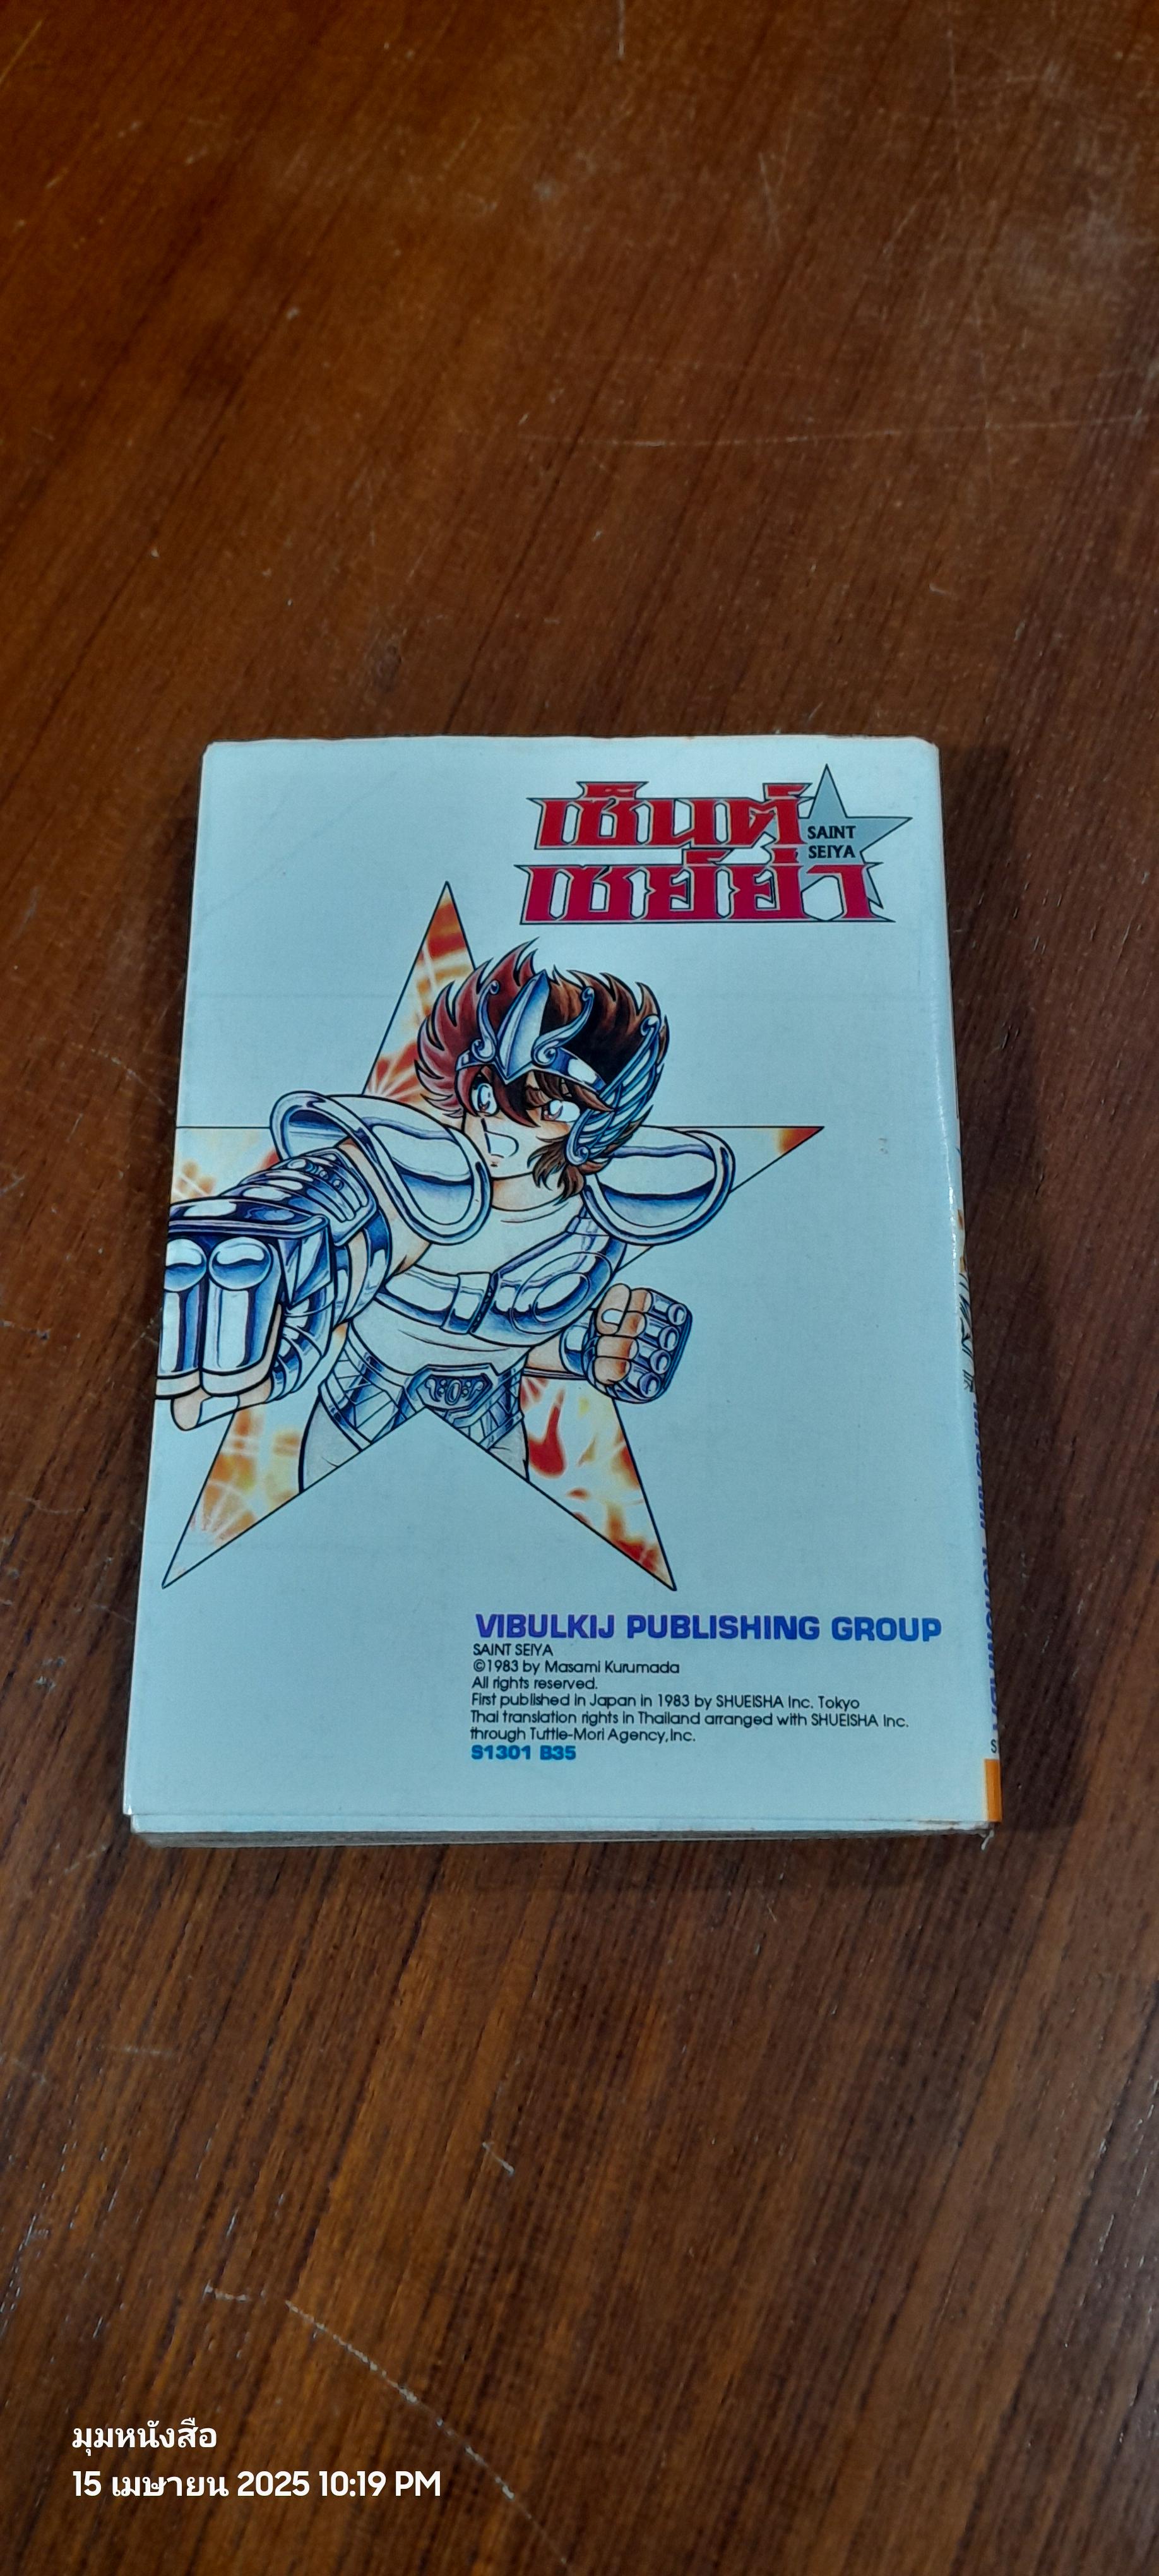 เซ็นต์
เซย์ย่า
SAINT
SEIYA
VIBULKIJ PUBLISHING GROUP
SAINT SEIYA
©1983 by Masami Kurumada
All rights reserved.
First published in Japan in 1983 by SHUEISHA Inc. Tokyo
Thai translation rights in Thailand arranged with SHUEISHA Inc.
through Tuttle-Mori Agency,Inc.
S1301 B35
มุมหนังสือ
15 เมษายน 2025 10:19 PM